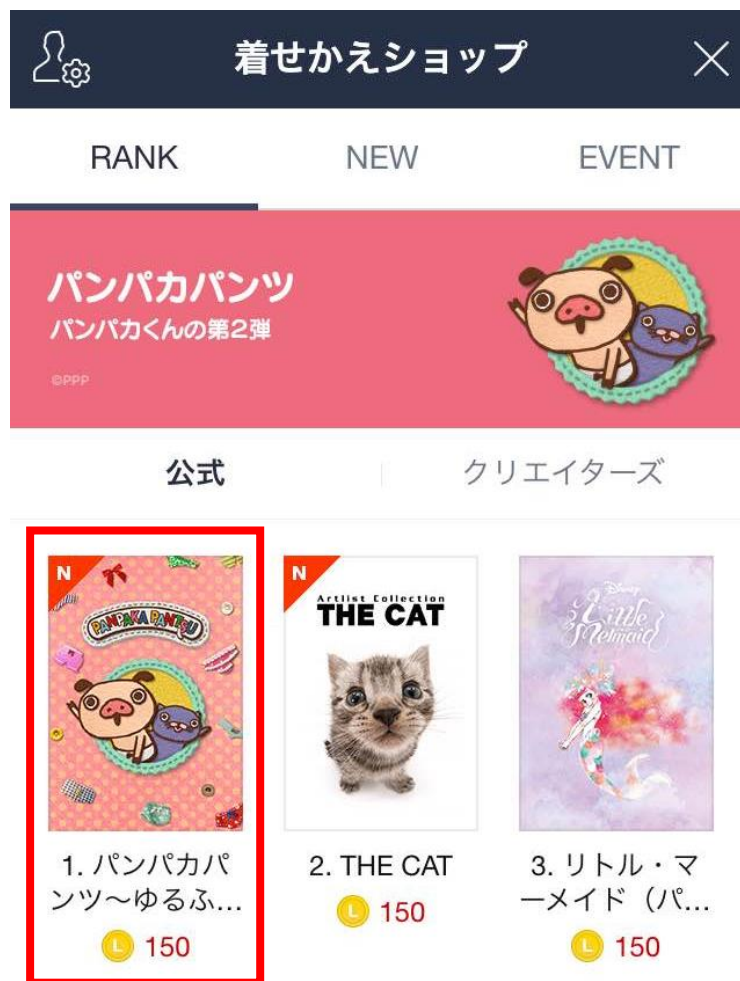 着せかえショップ
RANK
NEW
EVENT
パンパカパンツ
パンパカくんの第2弾
©PPP
公式
クリエイターズ
N
PANPAKA PANTSU
N
Artlist Collection
THE CAT
Disney
Little
Mermaid
1. パンパカパ
ンツ〜ゆるふ...
L 150
2. THE CAT
L 150
3. リトル・マ
ーメイド（パ...
L 150